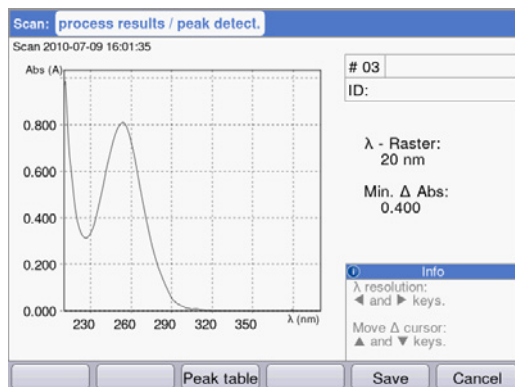 Scan: process results / peak detect.
Scan 2010-07-09 16:01:35
Abs (A)
0.800
0.600
0.400
0.200
0.000
230 260 290 320 350 λ (nm)
# 03
ID:
λ - Raster:
20 nm
Min. Δ Abs:
0.400
i Info
λ resolution:
◄ and ► keys.
Move Δ cursor:
▲ and ▼ keys.
Peak table Save Cancel